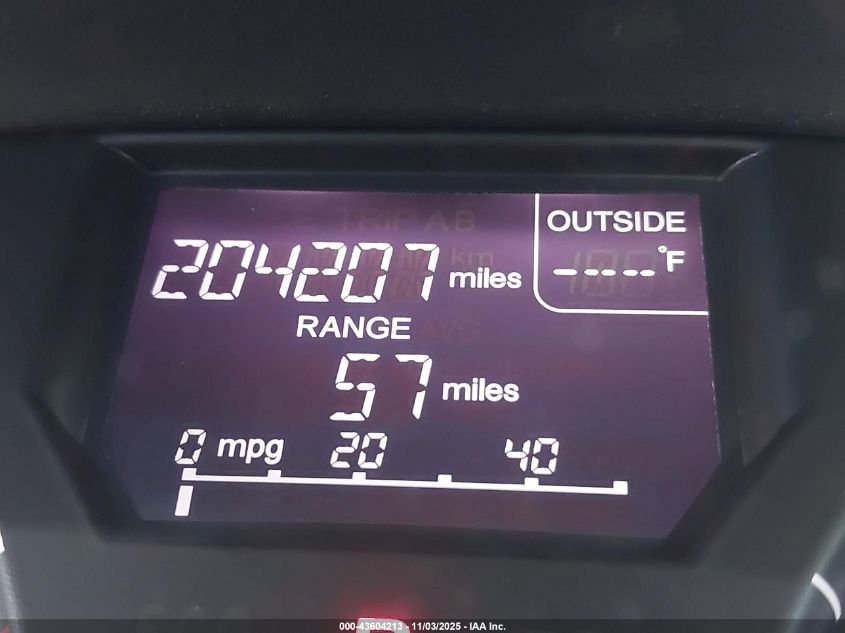 OUTSIDE
204207 miles
----°F
RANGE
57 miles
0 mpg 20 40
000-43604213 - 11/03/2025 - IAA Inc.